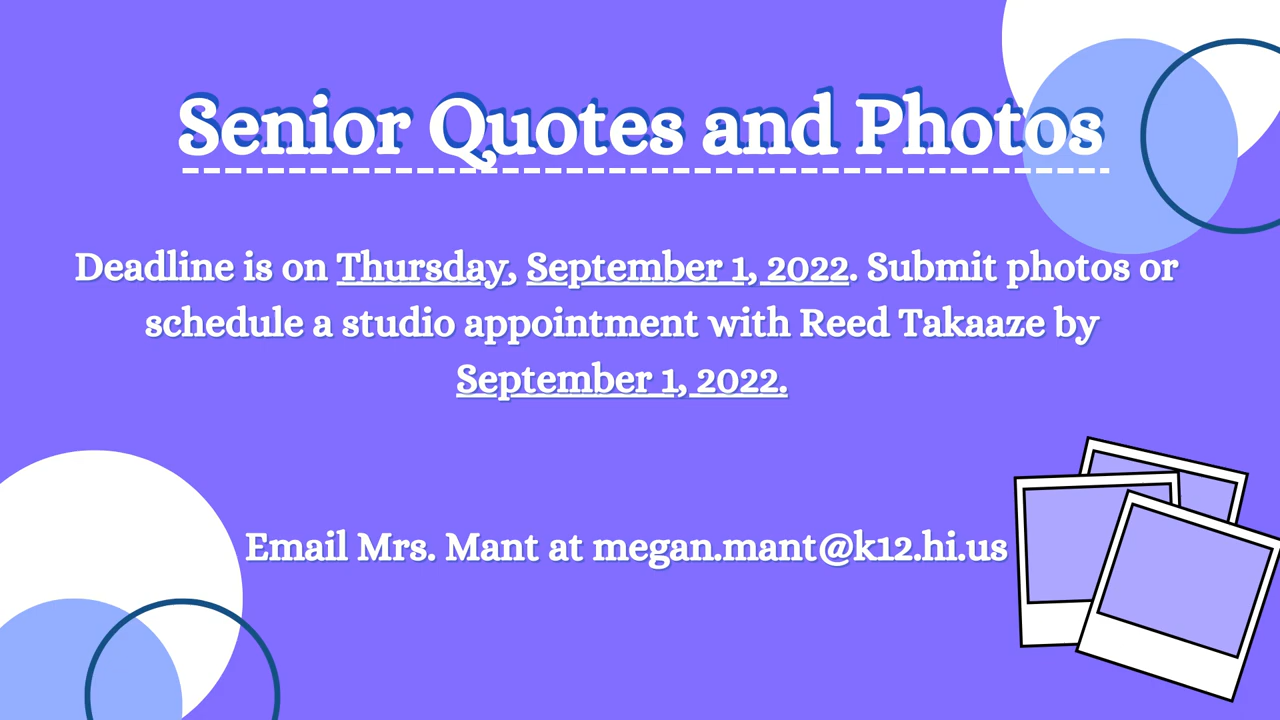 Senior Quotes and Photos
Deadline is on Thursday, September 1, 2022. Submit photos or
schedule a studio appointment with Reed Takaaze by
September 1, 2022.
Email Mrs. Mant at megan.mant@k12.hi.us